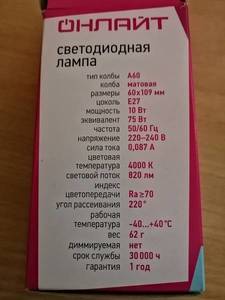 ОНЛАЙТ
СВЕТОДИОДНАЯ
ЛАМПА
тип колбы A60
колба матовая
размеры 60x109 мм
цоколь E27
мощность 10 Вт
эквивалент 75 Вт
частота 50/60 Гц
напряжение 220–240 В
сила тока 0,087 А
цветовая
температура 4000 K
световой поток 820 лм
индекс
цветопередачи Ra≥70
угол рассеивания 220°
рабочая
температура -40...+40°C
вес 62 г
диммируемая нет
срок службы 30 000 ч
гарантия 1 год